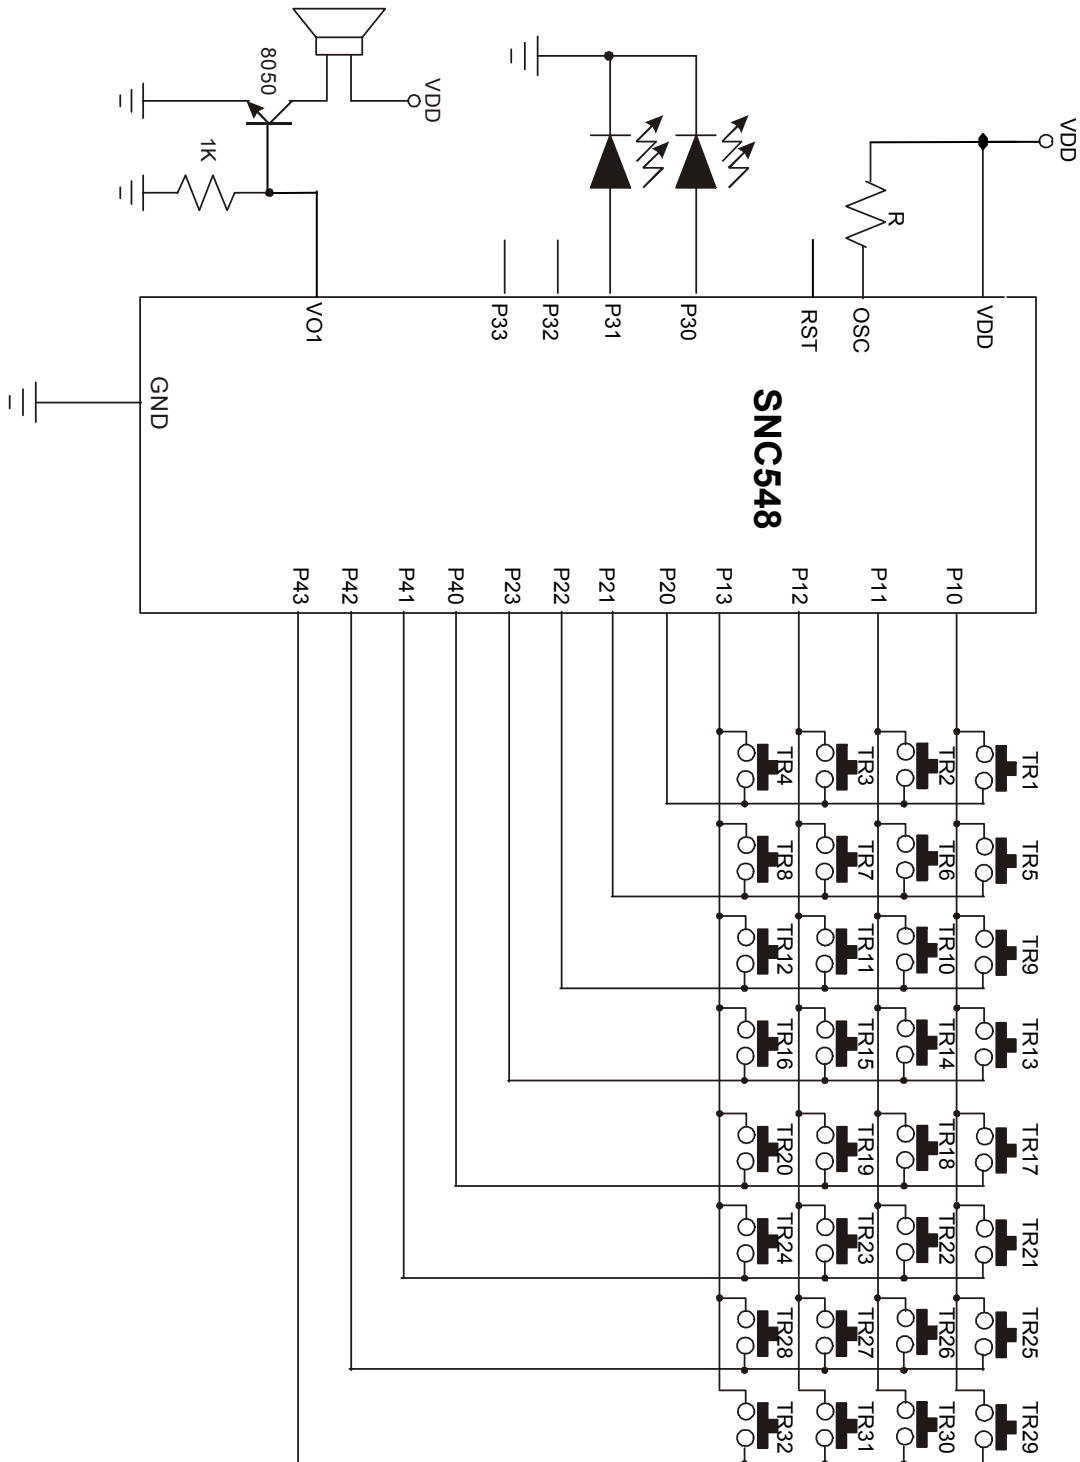 8050
VDD
1K
VDD
R
VO1
P33
P32
P31
P30
RST
OSC
VDD
GND
SNC548
P43
P42
P41
P40
P23
P22
P21
P20
P13
P12
P11
P10
TR4
TR3
TR2
TR1
TR8
TR7
TR6
TR5
TR12
TR11
TR10
TR9
TR16
TR15
TR14
TR13
TR20
TR19
TR18
TR17
TR24
TR23
TR22
TR21
TR28
TR27
TR26
TR25
TR32
TR31
TR30
TR29